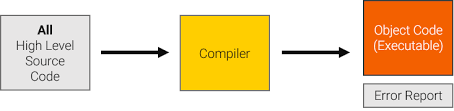 All
High Level
Source
Code
Compiler
Object Code
(Executable)
Error Report